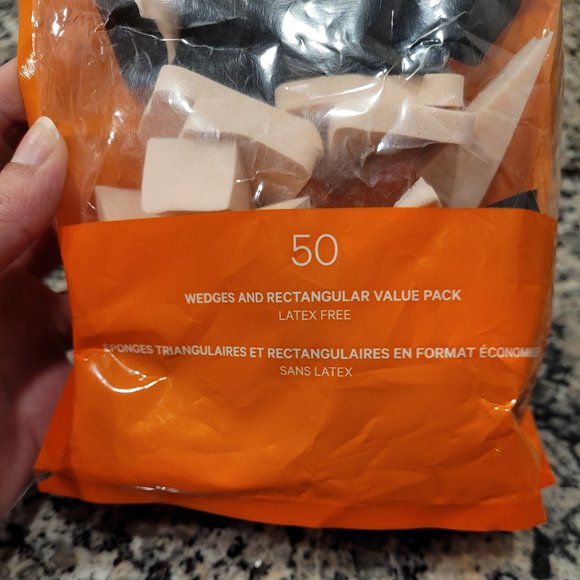 50
WEDGES AND RECTANGULAR VALUE PACK
LATEX FREE
ÉPONGES TRIANGULAIRES ET RECTANGULAIRES EN FORMAT ÉCONOMIQUE
SANS LATEX